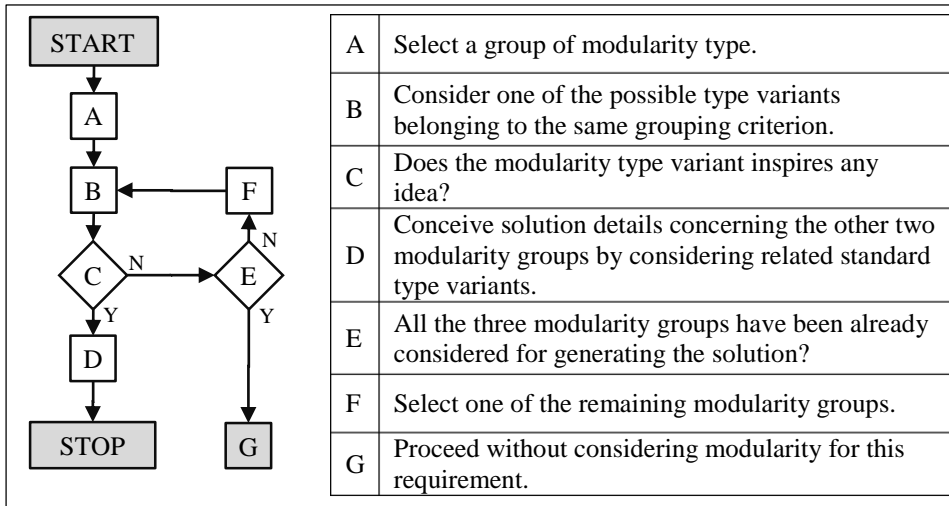 START
A
B
F
N
C
N
E
Y
Y
D
STOP
G
A Select a group of modularity type.
B Consider one of the possible type variants
belonging to the same grouping criterion.
C Does the modularity type variant inspires any
idea?
D Conceive solution details concerning the other two
modularity groups by considering related standard
type variants.
E All the three modularity groups have been already
considered for generating the solution?
F Select one of the remaining modularity groups.
G Proceed without considering modularity for this
requirement.